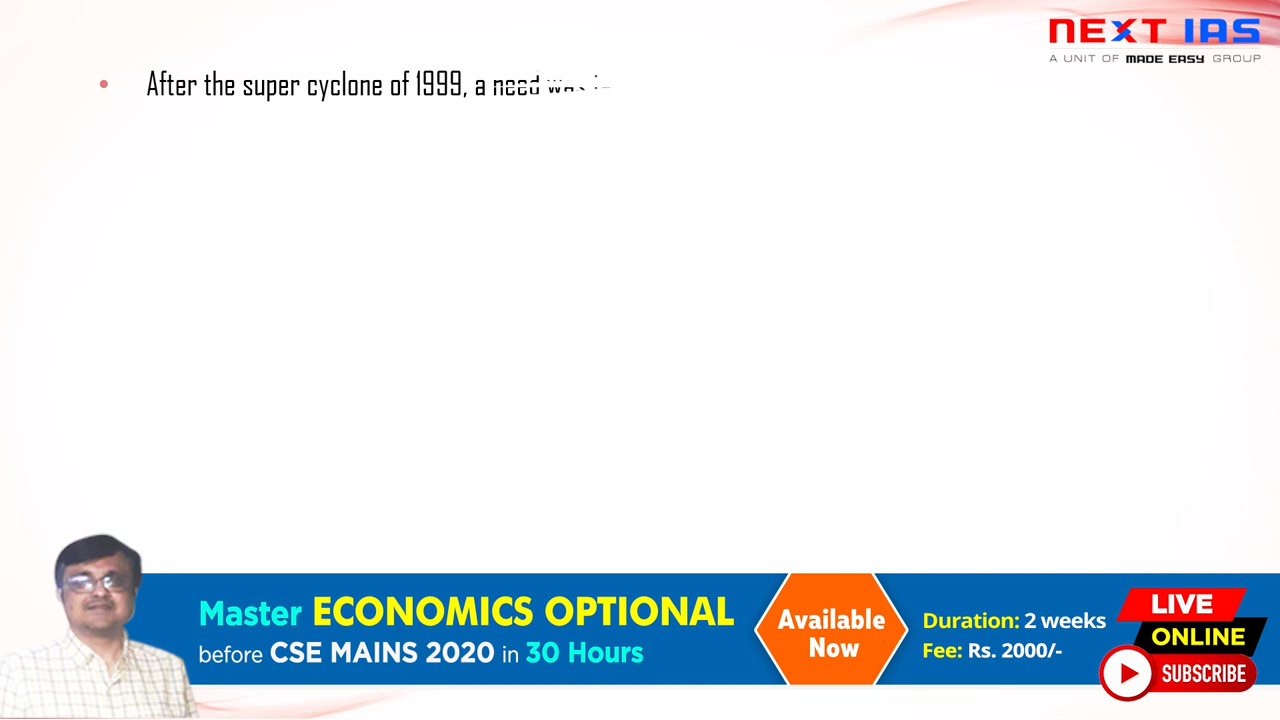 NEXT IAS
A UNIT OF MADE EASY GROUP
• After the super cyclone of 1999, a need was
Master ECONOMICS OPTIONAL
before CSE MAINS 2020 in 30 Hours
Available
Now
Duration: 2 weeks
Fee: Rs. 2000/-
LIVE
ONLINE
SUBSCRIBE